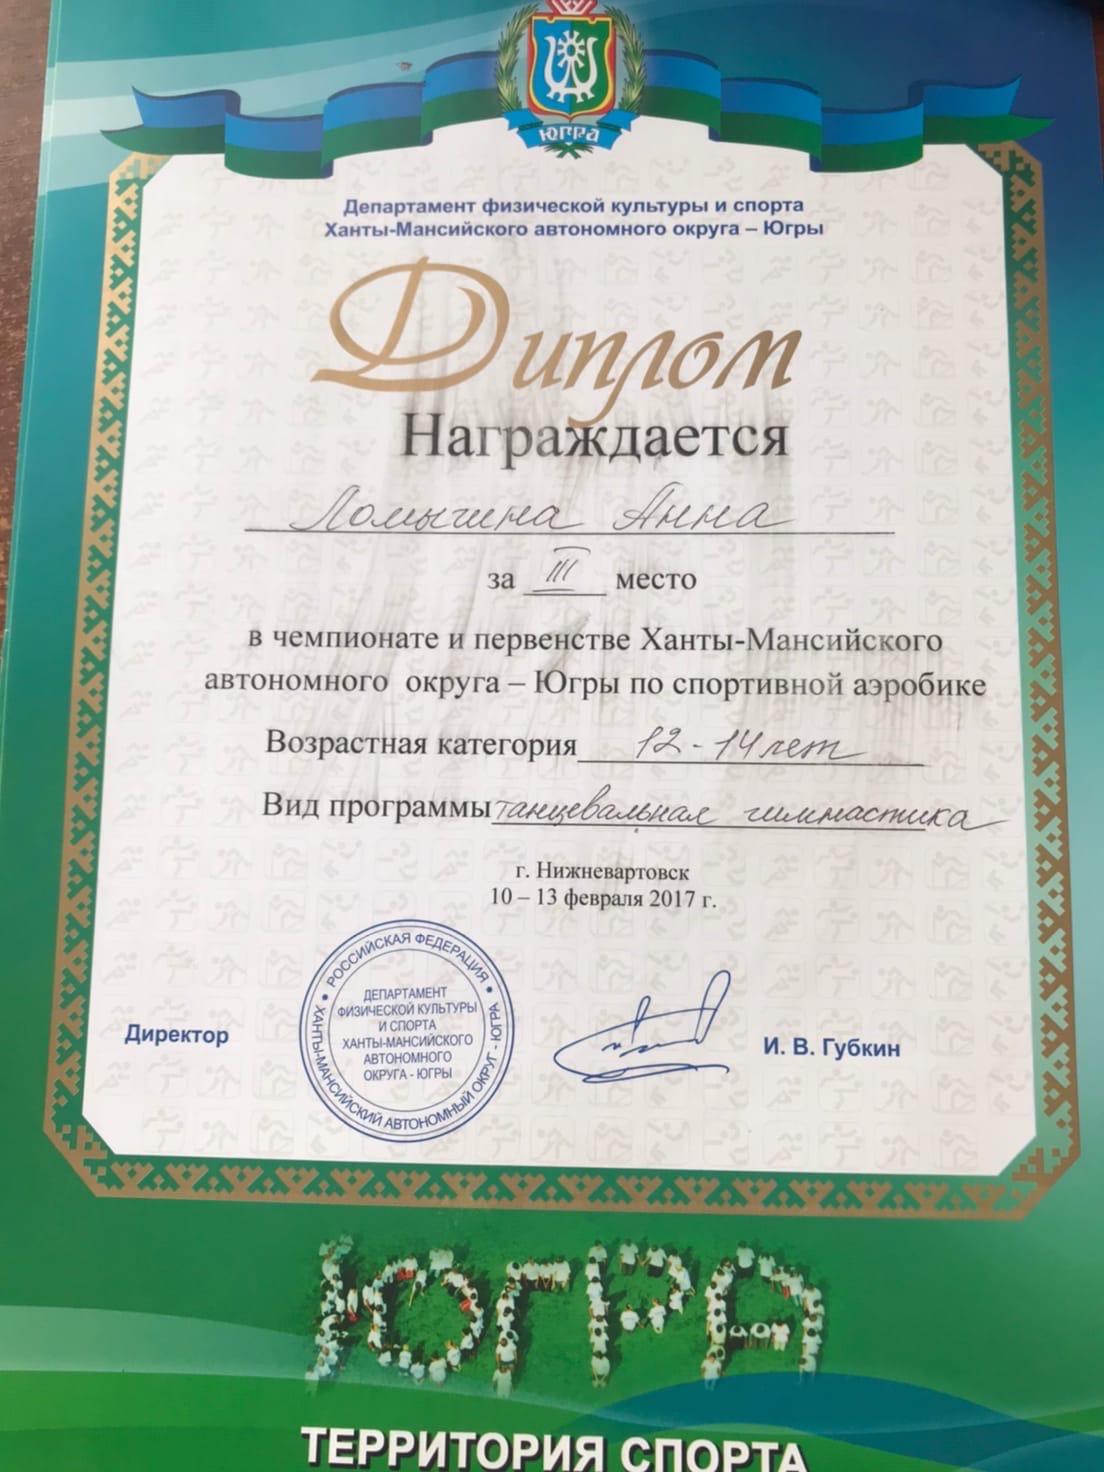 ЮГРА
Департамент физической культуры и спорта
Ханты-Мансийского автономного округа – Югры
Диплом
Награждается
Ломыгина Анна
за III место
в чемпионате и первенстве Ханты-Мансийского
автономного округа – Югры по спортивной аэробике
Возрастная категория 12-14 лет
Вид программы танцевальная гимнастика
г. Нижневартовск
10 – 13 февраля 2017 г.
Директор
РОССИЙСКАЯ ФЕДЕРАЦИЯ
ХАНТЫ-МАНСИЙСКИЙ АВТОНОМНЫЙ ОКРУГ - ЮГРА
ДЕПАРТАМЕНТ
ФИЗИЧЕСКОЙ КУЛЬТУРЫ
И СПОРТА
ХАНТЫ-МАНСИЙСКОГО
АВТОНОМНОГО
ОКРУГА - ЮГРЫ
И. В. Губкин
ЮГРА
ТЕРРИТОРИЯ СПОРТА